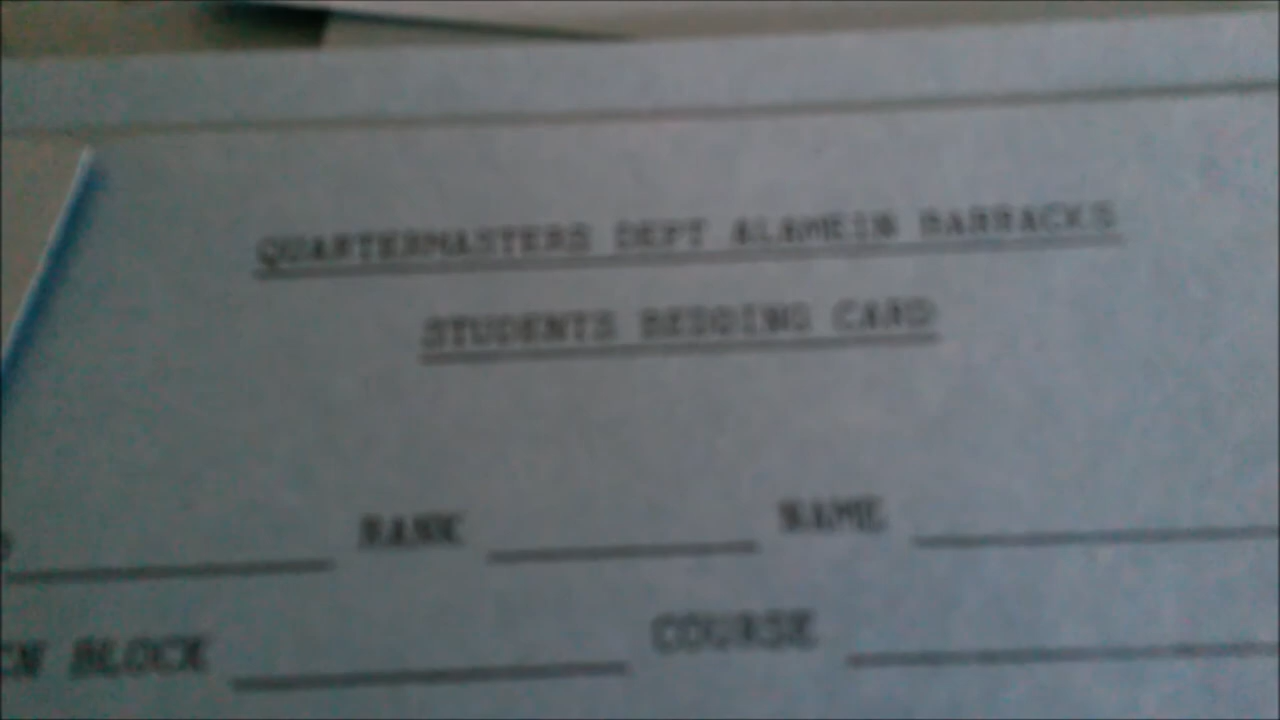 QUARTERMASTERS DEPT ALAMEIN BARRACKS
STUDENTS BEDDING CARD
RANK NAME
BLOCK COURSE